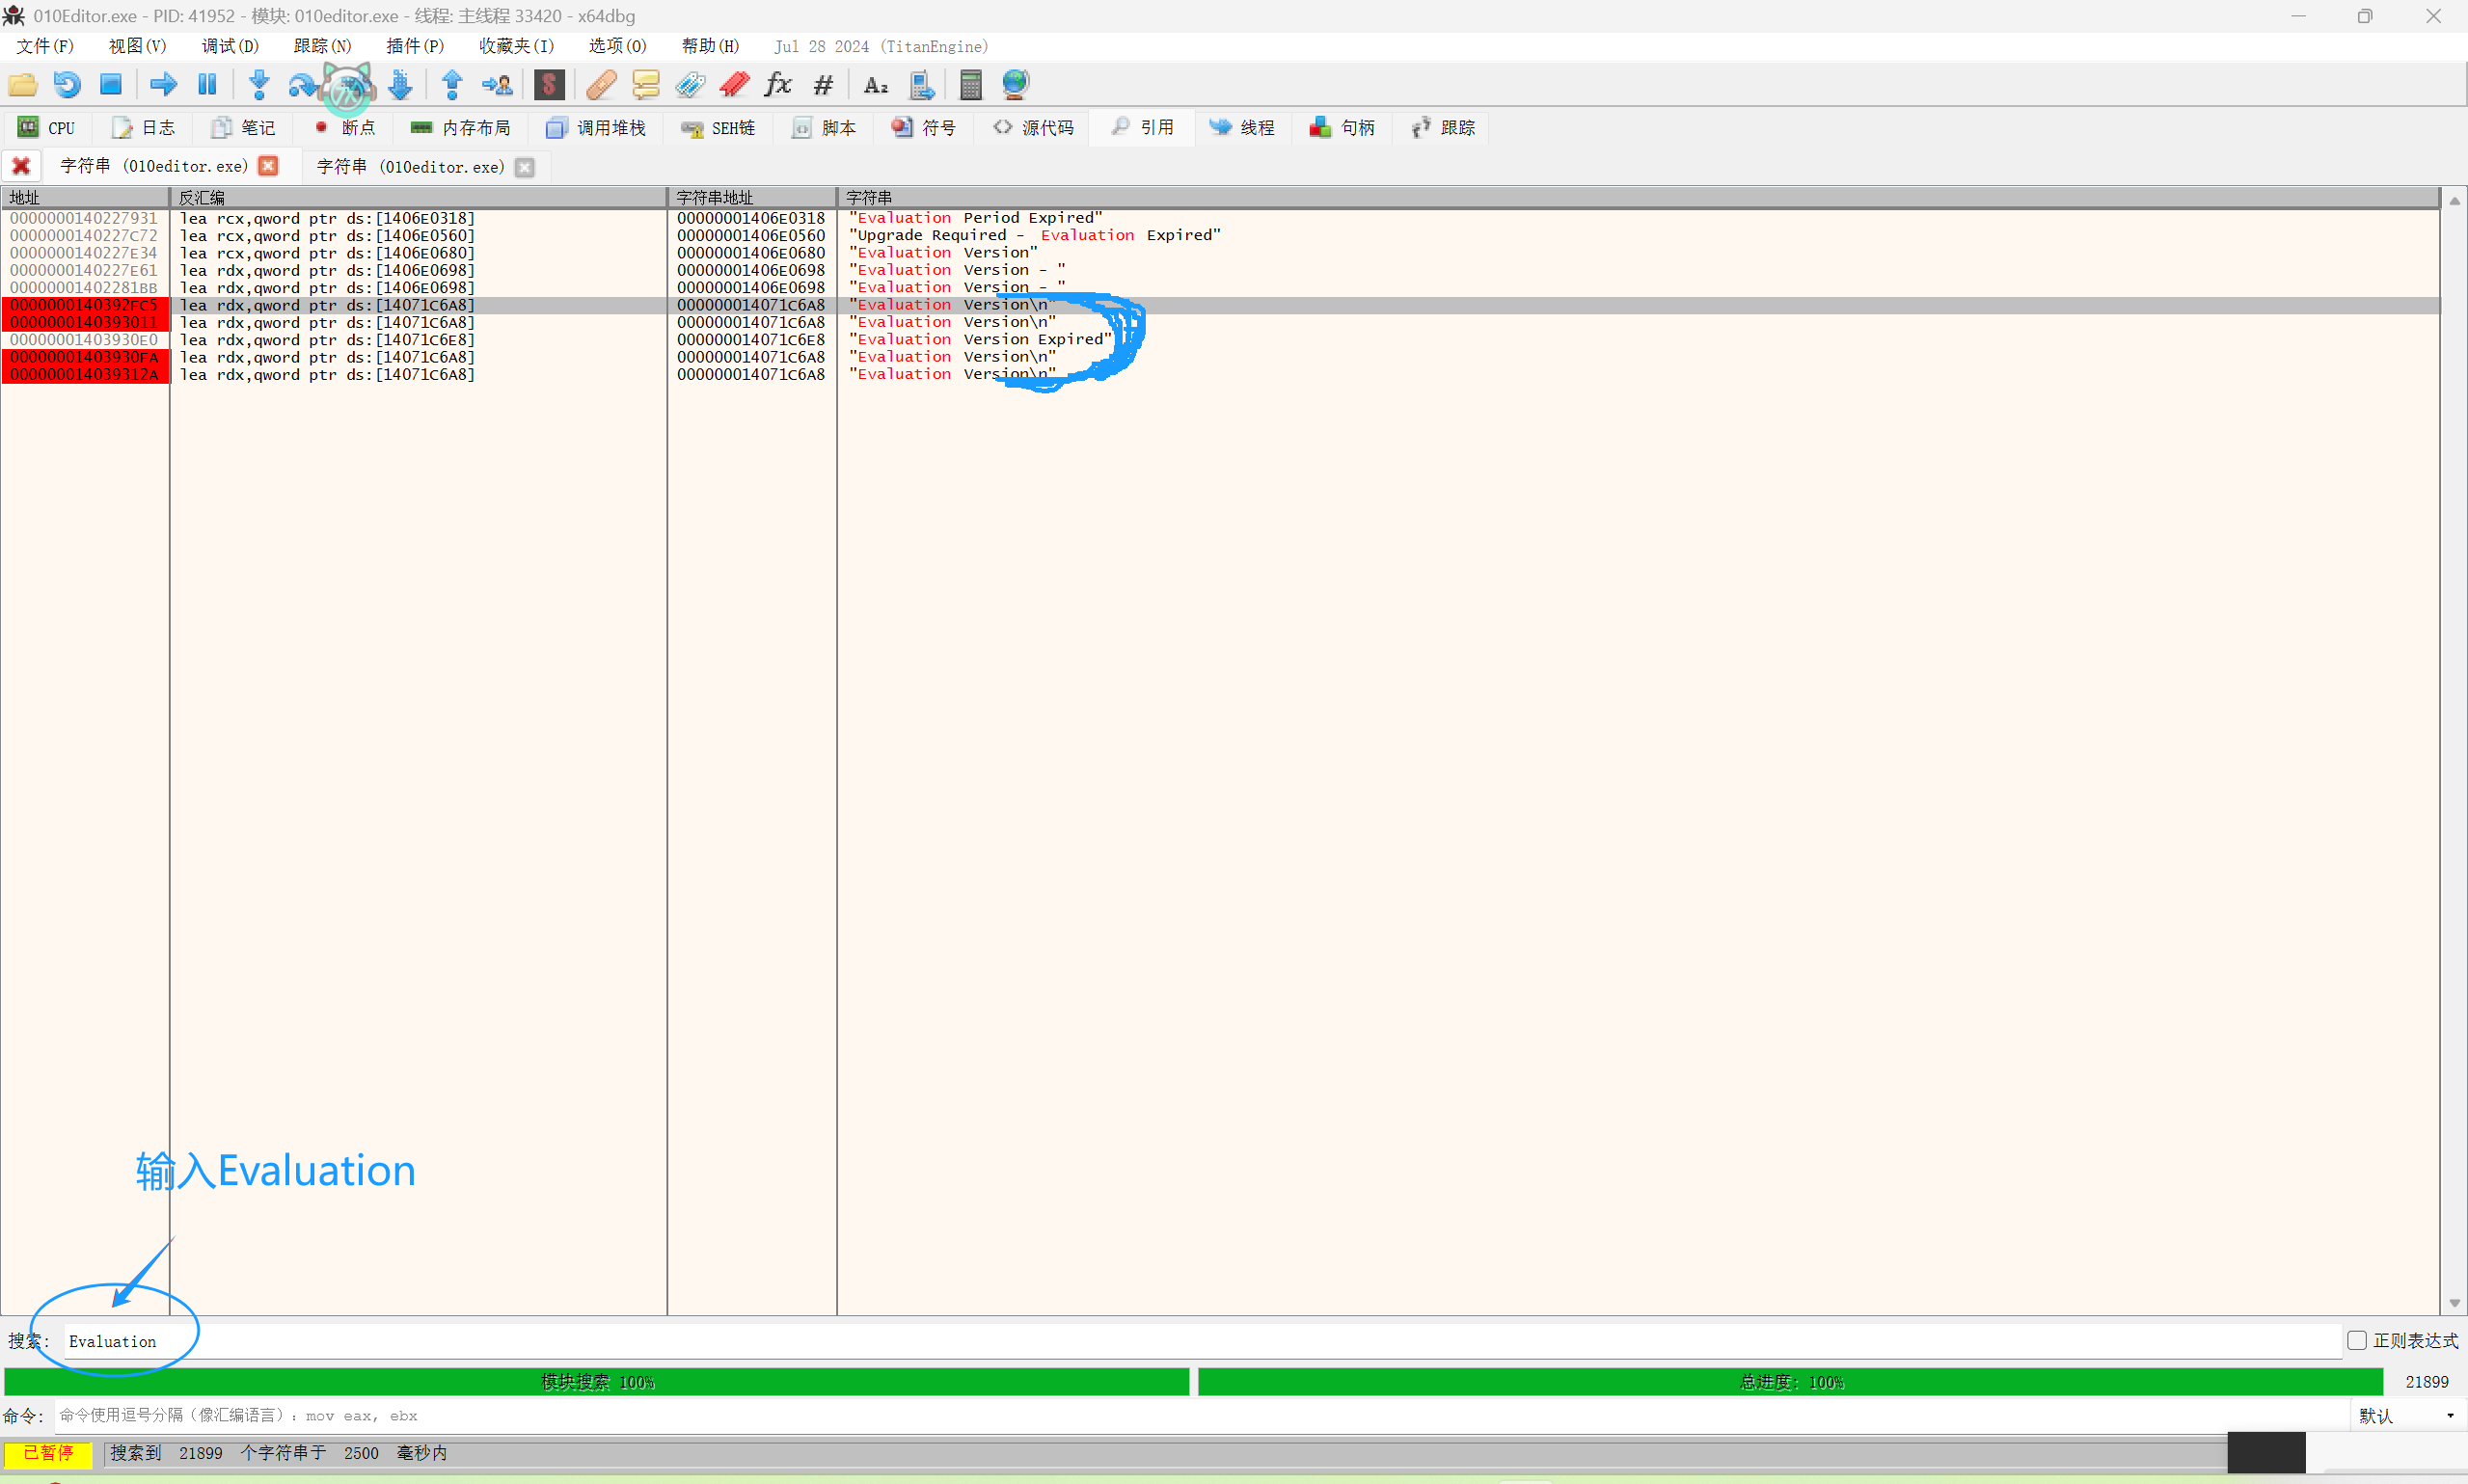 010Editor.exe - PID: 41952 - 模块: 010editor.exe - 线程: 主线程 33420 - x64dbg
文件(F) 视图(V) 调试(D) 跟踪(N) 插件(P) 收藏夹(I) 选项(O) 帮助(H) Jul 28 2024 (TitanEngine)
CPU 日志 笔记 断点 内存布局 调用堆栈 SEH链 脚本 符号 源代码 引用 线程 句柄 跟踪
字符串 (010editor.exe) 字符串 (010editor.exe)
地址 反汇编 字符串地址 字符串
0000000140227931 lea rcx,qword ptr ds:[1406E0318] 00000001406E0318 "Evaluation Period Expired"
0000000140227C72 lea rcx,qword ptr ds:[1406E0560] 00000001406E0560 "Upgrade Required - Evaluation Expired"
0000000140227E34 lea rcx,qword ptr ds:[1406E0680] 00000001406E0680 "Evaluation Version"
0000000140227E61 lea rdx,qword ptr ds:[1406E0698] 00000001406E0698 "Evaluation Version - "
00000001402281BB lea rdx,qword ptr ds:[1406E0698] 00000001406E0698 "Evaluation Version - "
0000000140392FC5 lea rdx,qword ptr ds:[14071C6A8] 000000014071C6A8 "Evaluation Version\n"
0000000140393011 lea rdx,qword ptr ds:[14071C6A8] 000000014071C6A8 "Evaluation Version\n"
00000001403930E0 lea rdx,qword ptr ds:[14071C6E8] 000000014071C6E8 "Evaluation Version Expired"
00000001403930FA lea rdx,qword ptr ds:[14071C6A8] 000000014071C6A8 "Evaluation Version\n"
000000014039312A lea rdx,qword ptr ds:[14071C6A8] 000000014071C6A8 "Evaluation Version\n"
输入Evaluation
搜索: Evaluation 正则表达式
模块搜索 100% 总进度: 100% 21899
命令: 命令使用逗号分隔（像汇编语言）: mov eax, ebx 默认
已暂停 搜索到 21899 个字符串于 2500 毫秒内